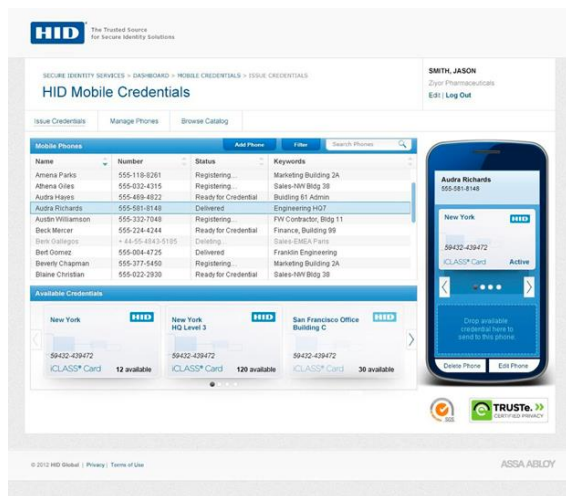 HID The Trusted Source
for Secure Identity Solutions
SECURE IDENTITY SERVICES > DASHBOARD > MOBILE CREDENTIALS > ISSUE CREDENTIALS
HID Mobile Credentials
SMITH, JASON
Ziyor Pharmaceuticals
Edit | Log Out
Issue Credentials Manage Phones Browse Catalog
Mobile Phones Add Phone Filter Search Phones
Name Number Status Keywords
Amena Parks 555-118-8261 Registering... Marketing Building 2A
Athena Giles 555-032-4315 Registering... Sales-NW Bldg 38
Audra Hayes 555-489-4822 Ready for Credential Building 61 Admin
Audra Richards 555-581-8148 Delivered Engineering HQ7
Austin Williamson 555-332-7048 Registering... FW Contractor, Bldg 11
Beck Mercer 555-224-4244 Ready for Credential Finance, Building 99
Berk Gallegos +44-55-4843-5105 Deleting... Sales-EMEA Paris
Bert Gomez 555-004-4725 Delivered Franklin Engineering
Beverly Chapman 555-377-5450 Registering... Marketing Building 2A
Blaine Christian 555-022-2930 Ready for Credential Sales-NW Bldg 38
Available Credentials
New York HID
59432-439472
iCLASS® Card 12 available
New York HID
HQ Level 3
59432-439472
iCLASS® Card 120 available
San Francisco Office HID
Building C
59432-439472
iCLASS® Card 30 available
Audra Richards
555-581-8148
New York HID
59432-439472
iCLASS® Card Active
Drop available
credential here to
send to this phone.
Delete Phone Edit Phone
SGS
TRUSTe.
CERTIFIED PRIVACY
© 2012 HID Global | Privacy | Terms of Use
ASSA ABLOY